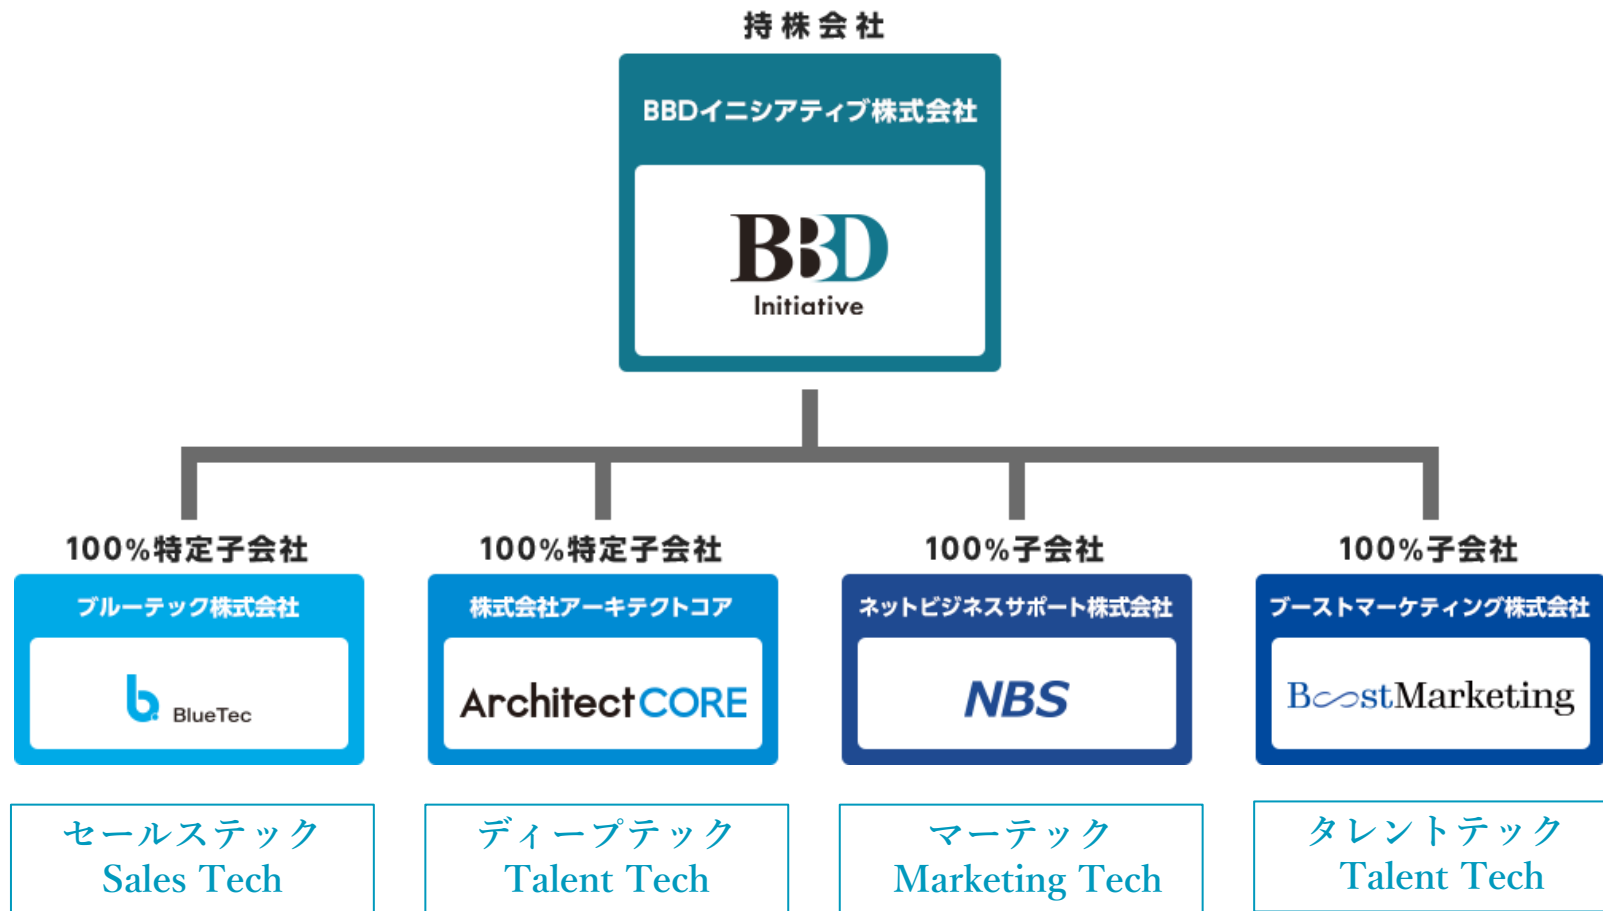 持株会社
BBDイニシアティブ株式会社
BBD
Initiative
100%特定子会社
100%特定子会社
100%子会社
100%子会社
ブルーテック株式会社
株式会社アーキテクトコア
ネットビジネスサポート株式会社
ブーストマーケティング株式会社
b BlueTec
ArchitectCORE
NBS
BoostMarketing
セールステック
Sales Tech
ディープテック
Talent Tech
マーテック
Marketing Tech
タレントテック
Talent Tech